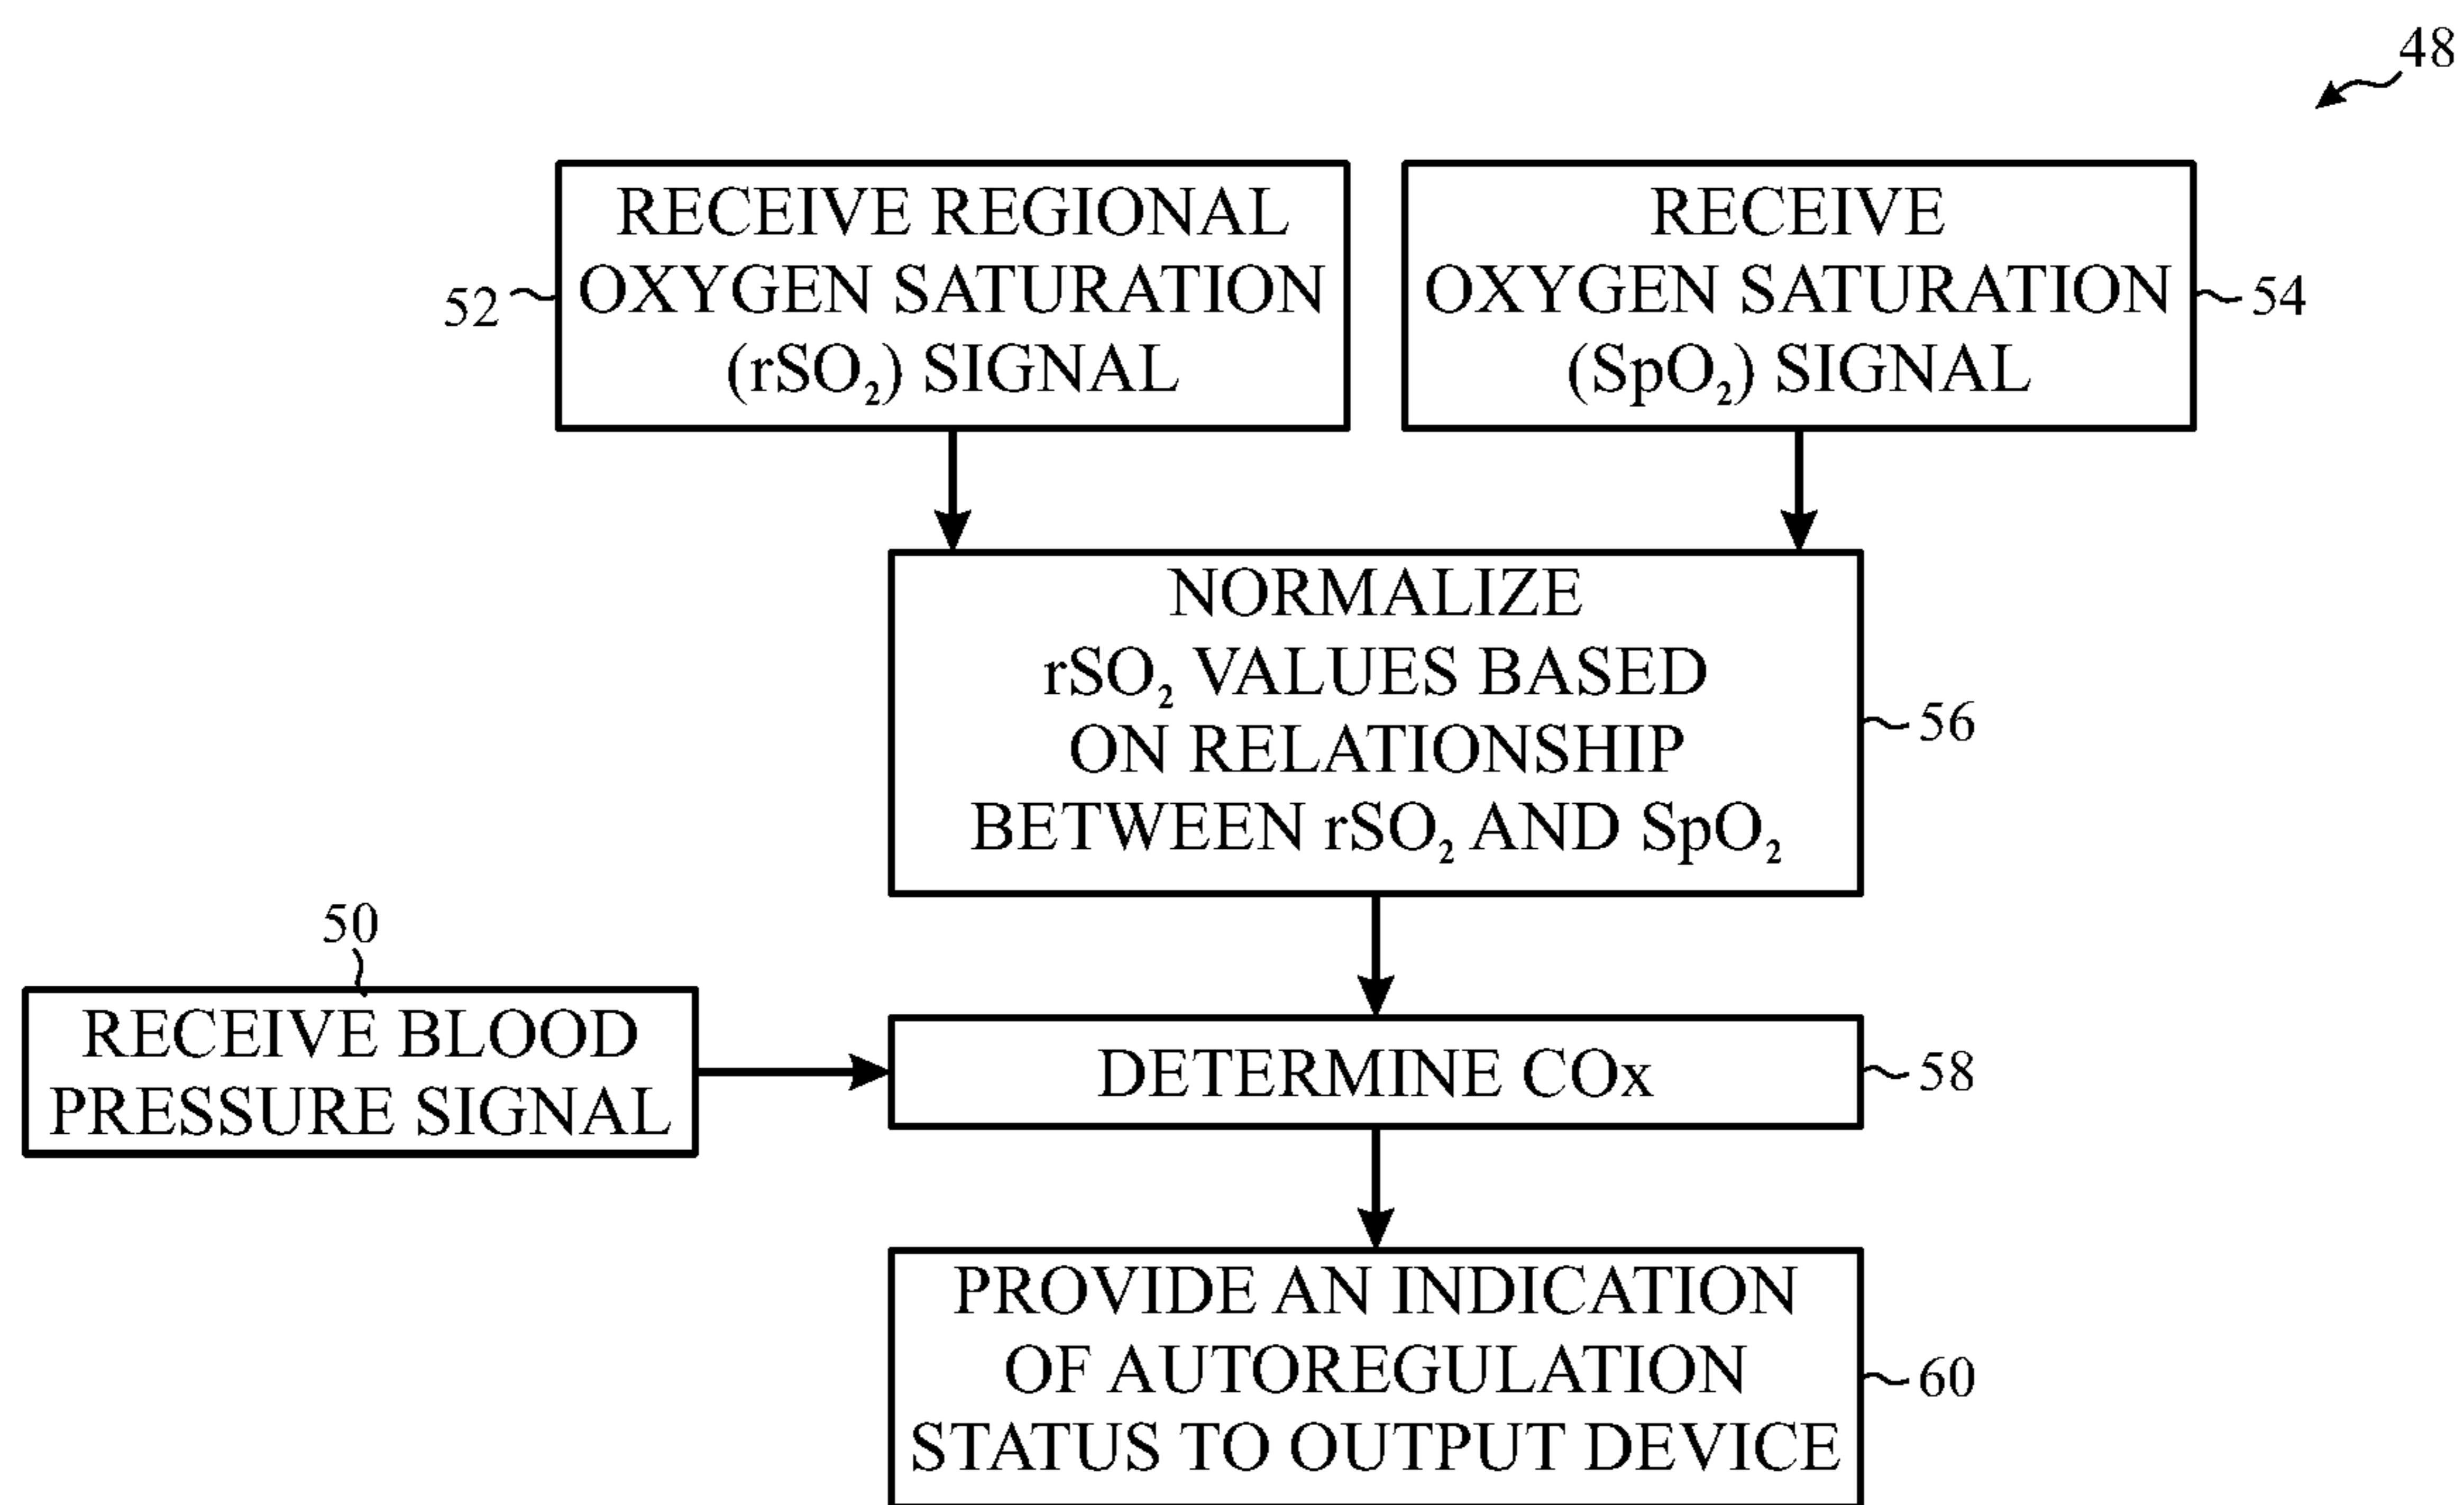 48
RECEIVE REGIONAL
OXYGEN SATURATION
(rSO₂) SIGNAL
52
RECEIVE
OXYGEN SATURATION
(SpO₂) SIGNAL
54
NORMALIZE
rSO₂ VALUES BASED
ON RELATIONSHIP
BETWEEN rSO₂ AND SpO₂
56
50
RECEIVE BLOOD
PRESSURE SIGNAL
DETERMINE COx
58
PROVIDE AN INDICATION
OF AUTOREGULATION
STATUS TO OUTPUT DEVICE
60